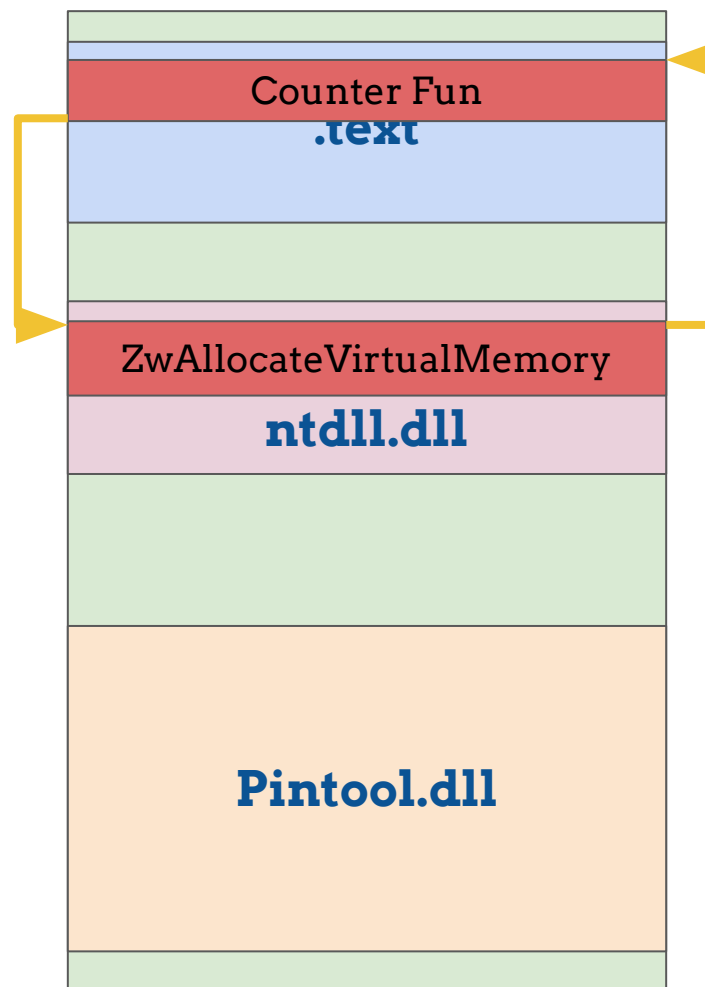 Counter Fun
.text
ZwAllocateVirtualMemory
ntdll.dll
Pintool.dll